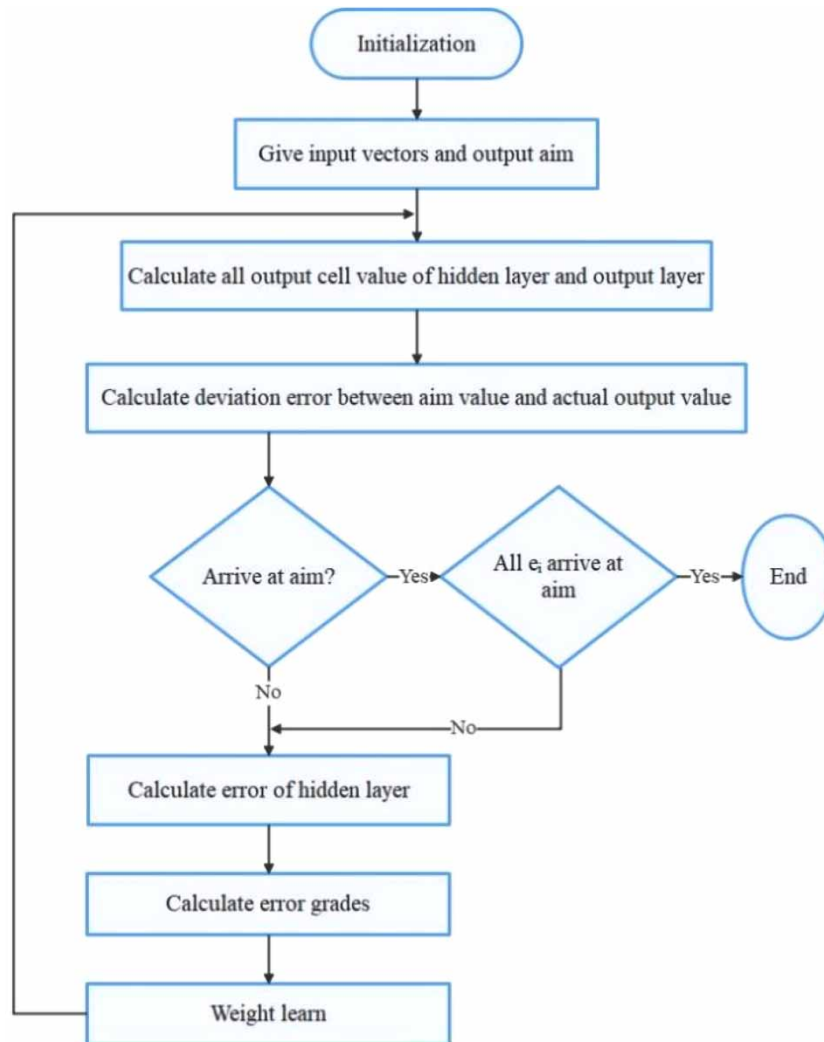 Initialization
Give input vectors and output aim
Calculate all output cell value of hidden layer and output layer
Calculate deviation error between aim value and actual output value
Arrive at aim?
Yes
All eᵢ arrive at
aim
Yes
End
No
No
Calculate error of hidden layer
Calculate error grades
Weight learn